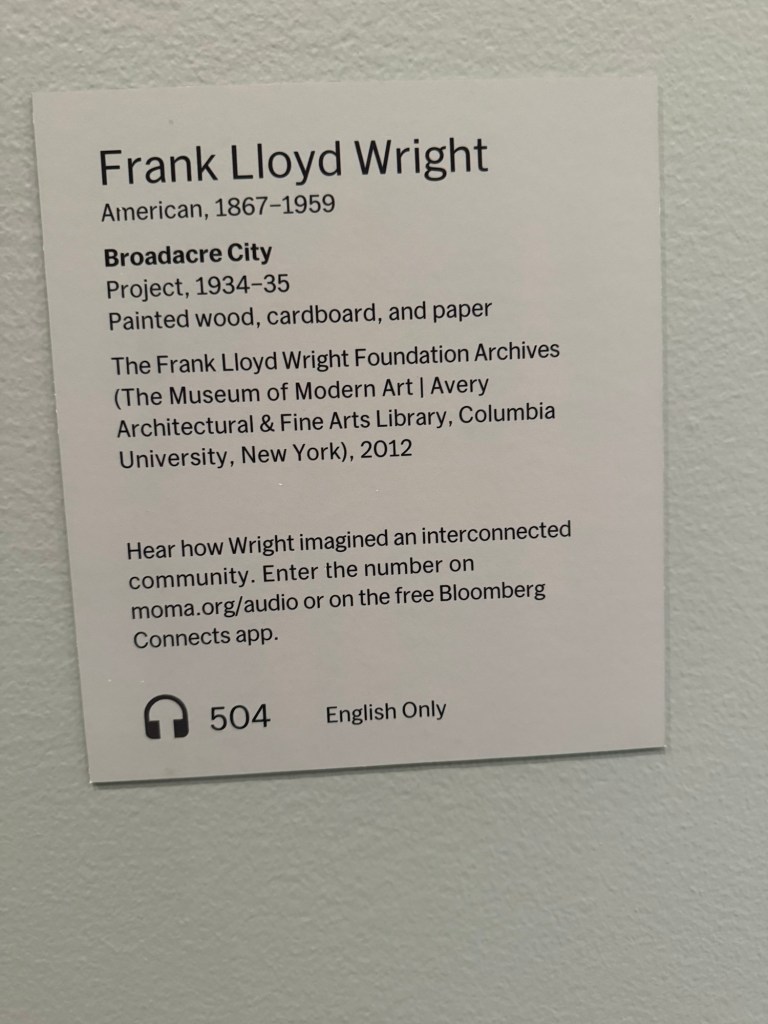 Frank Lloyd Wright
American, 1867–1959
Broadacre City
Project, 1934–35
Painted wood, cardboard, and paper
The Frank Lloyd Wright Foundation Archives
(The Museum of Modern Art | Avery
Architectural & Fine Arts Library, Columbia
University, New York), 2012
Hear how Wright imagined an interconnected
community. Enter the number on
moma.org/audio or on the free Bloomberg
Connects app.
504 English Only